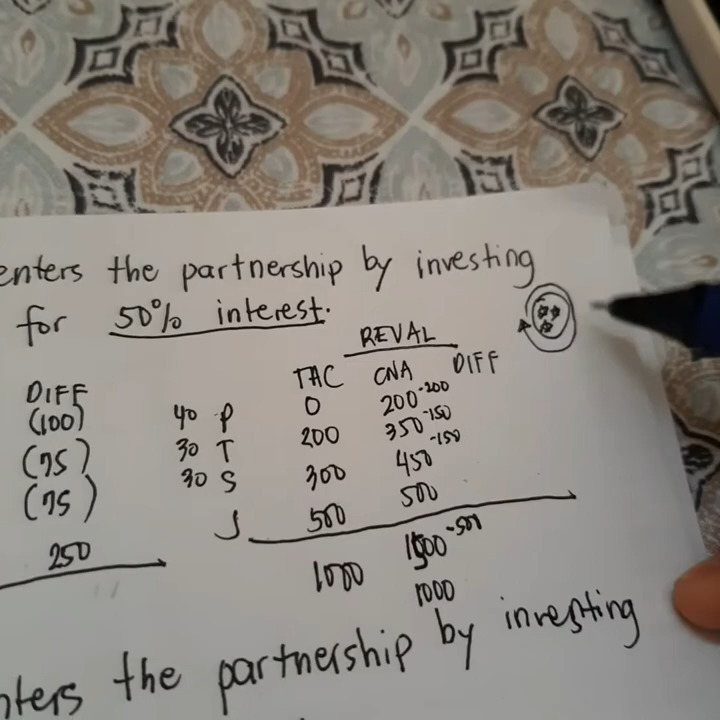 enters the partnership by investing
for 50% interest.
REVAL
TAC CNA DIFF
DIFF
(100) 40 P 0 200 -200
(75) 30 T 200 350 -150
(75) 30 S 300 450 -150
J 500 500
250
1000 1500 -500
1000
nters the partnership by investing